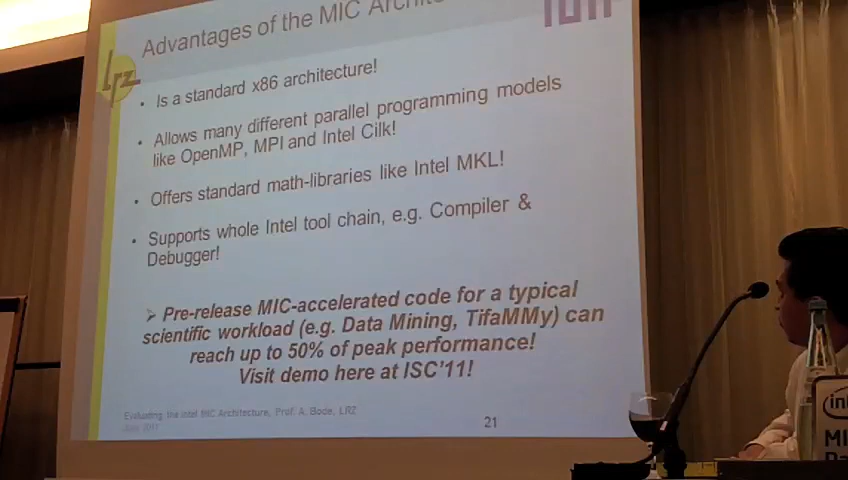 Advantages of the MIC
TUM
lrz
• Is a standard x86 architecture!
• Allows many different parallel programming models
like OpenMP, MPI and Intel Cilk!
• Offers standard math-libraries like Intel MKL!
• Supports whole Intel tool chain, e.g. Compiler &
Debugger!
➢ Pre-release MIC-accelerated code for a typical
scientific workload (e.g. Data Mining, TifaMMy) can
reach up to 50% of peak performance!
Visit demo here at ISC'11!
Evaluating the Intel MIC Architecture, Prof. A. Bode, LRZ
21